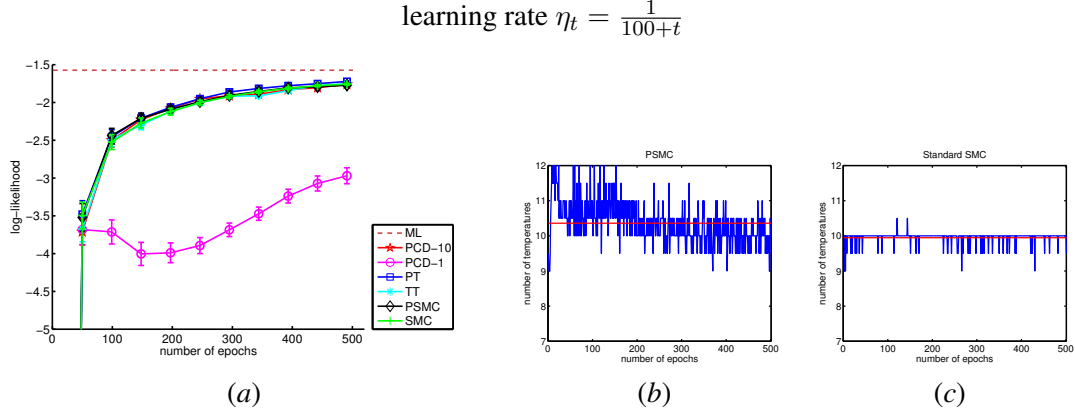 learning rate η_t = 1/(100+t)
−1.5
−2
−2.5
−3
−3.5
−4
−4.5
−5
log−likelihood
0 100 200 300 400 500
number of epochs
ML
PCD−10
PCD−1
PT
TT
PSMC
SMC
(a)
PSMC
12
11
10
9
8
7
number of temperatures
0 100 200 300 400 500
number of epochs
(b)
Standard SMC
12
11
10
9
8
7
number of temperatures
0 100 200 300 400 500
number of epochs
(c)